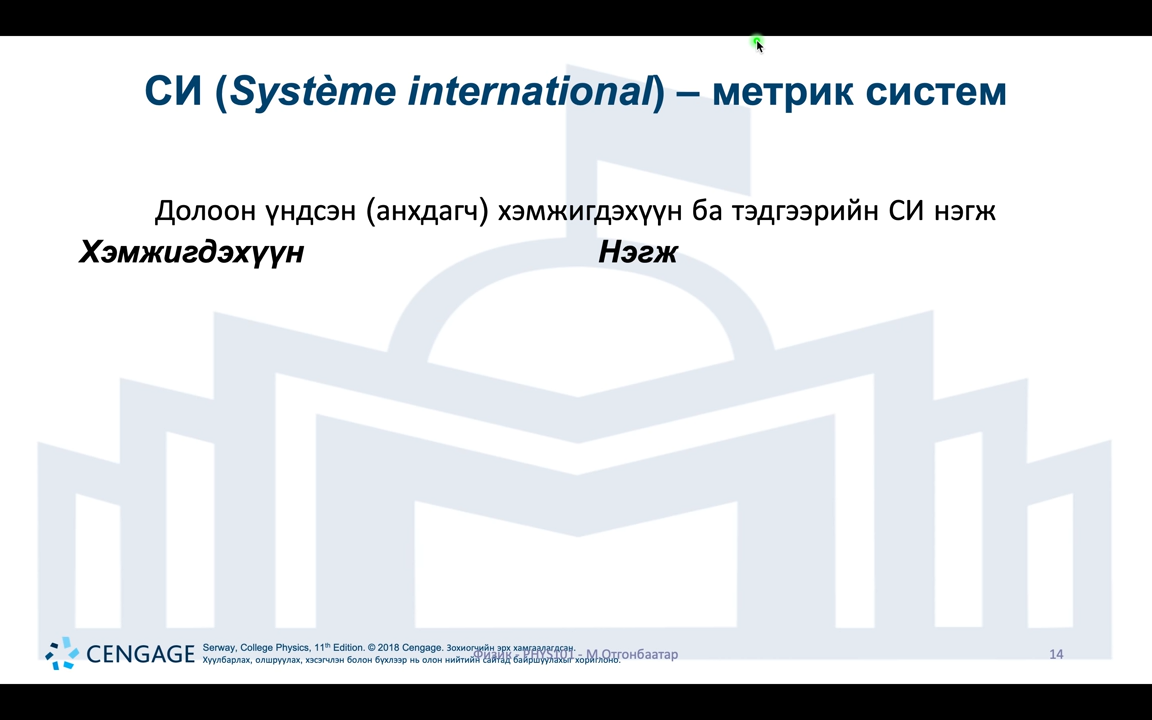 СИ (Système international) – метрик систем
Долоон үндсэн (анхдагч) хэмжигдэхүүн ба тэдгээрийн СИ нэгж
Хэмжигдэхүүн Нэгж
CENGAGE
Serway, College Physics, 11th Edition. © 2018 Cengage. Зохиогчийн эрх хамгаалагдсан.
Хуулбарлах, олшруулах, хэсэгчлэн болон бүхлээр нь олон нийтийн сайтад байршуулахыг хориглоно.
Физик - PHYS101 - М.Отгонбаатар
14